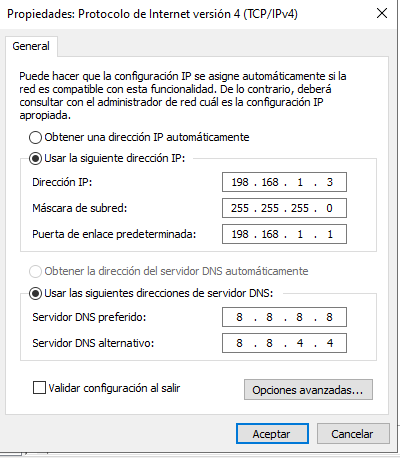 Propiedades: Protocolo de Internet versión 4 (TCP/IPv4)
General
Puede hacer que la configuración IP se asigne automáticamente si la
red es compatible con esta funcionalidad. De lo contrario, deberá
consultar con el administrador de red cuál es la configuración IP
apropiada.
Obtener una dirección IP automáticamente
Usar la siguiente dirección IP:
Dirección IP: 198 . 168 . 1 . 3
Máscara de subred: 255 . 255 . 255 . 0
Puerta de enlace predeterminada: 198 . 168 . 1 . 1
Obtener la dirección del servidor DNS automáticamente
Usar las siguientes direcciones de servidor DNS:
Servidor DNS preferido: 8 . 8 . 8 . 8
Servidor DNS alternativo: 8 . 8 . 4 . 4
Validar configuración al salir
Opciones avanzadas...
Aceptar Cancelar